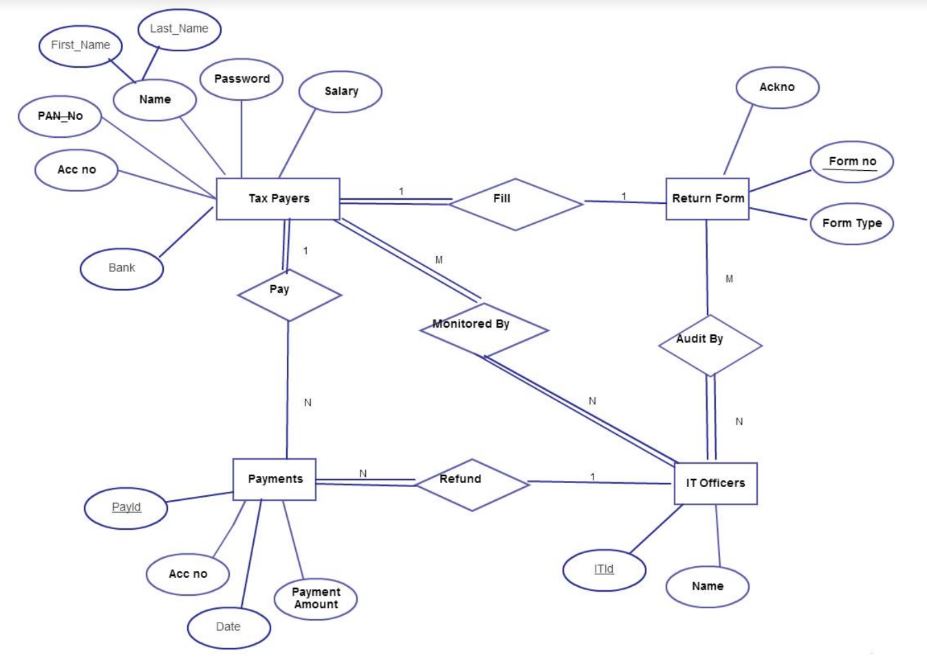 Last_Name
First_Name
Password
Ackno
Salary
Name
PAN_No
Form no
Acc no
Tax Payers
1
Fill
1
Return Form
Form Type
1
M
Bank
M
Pay
Monitored By
Audit By
N
N
N
N
1
Payments
Refund
IT Officers
PayId
Acc no
ITId
Name
Payment
Amount
Date